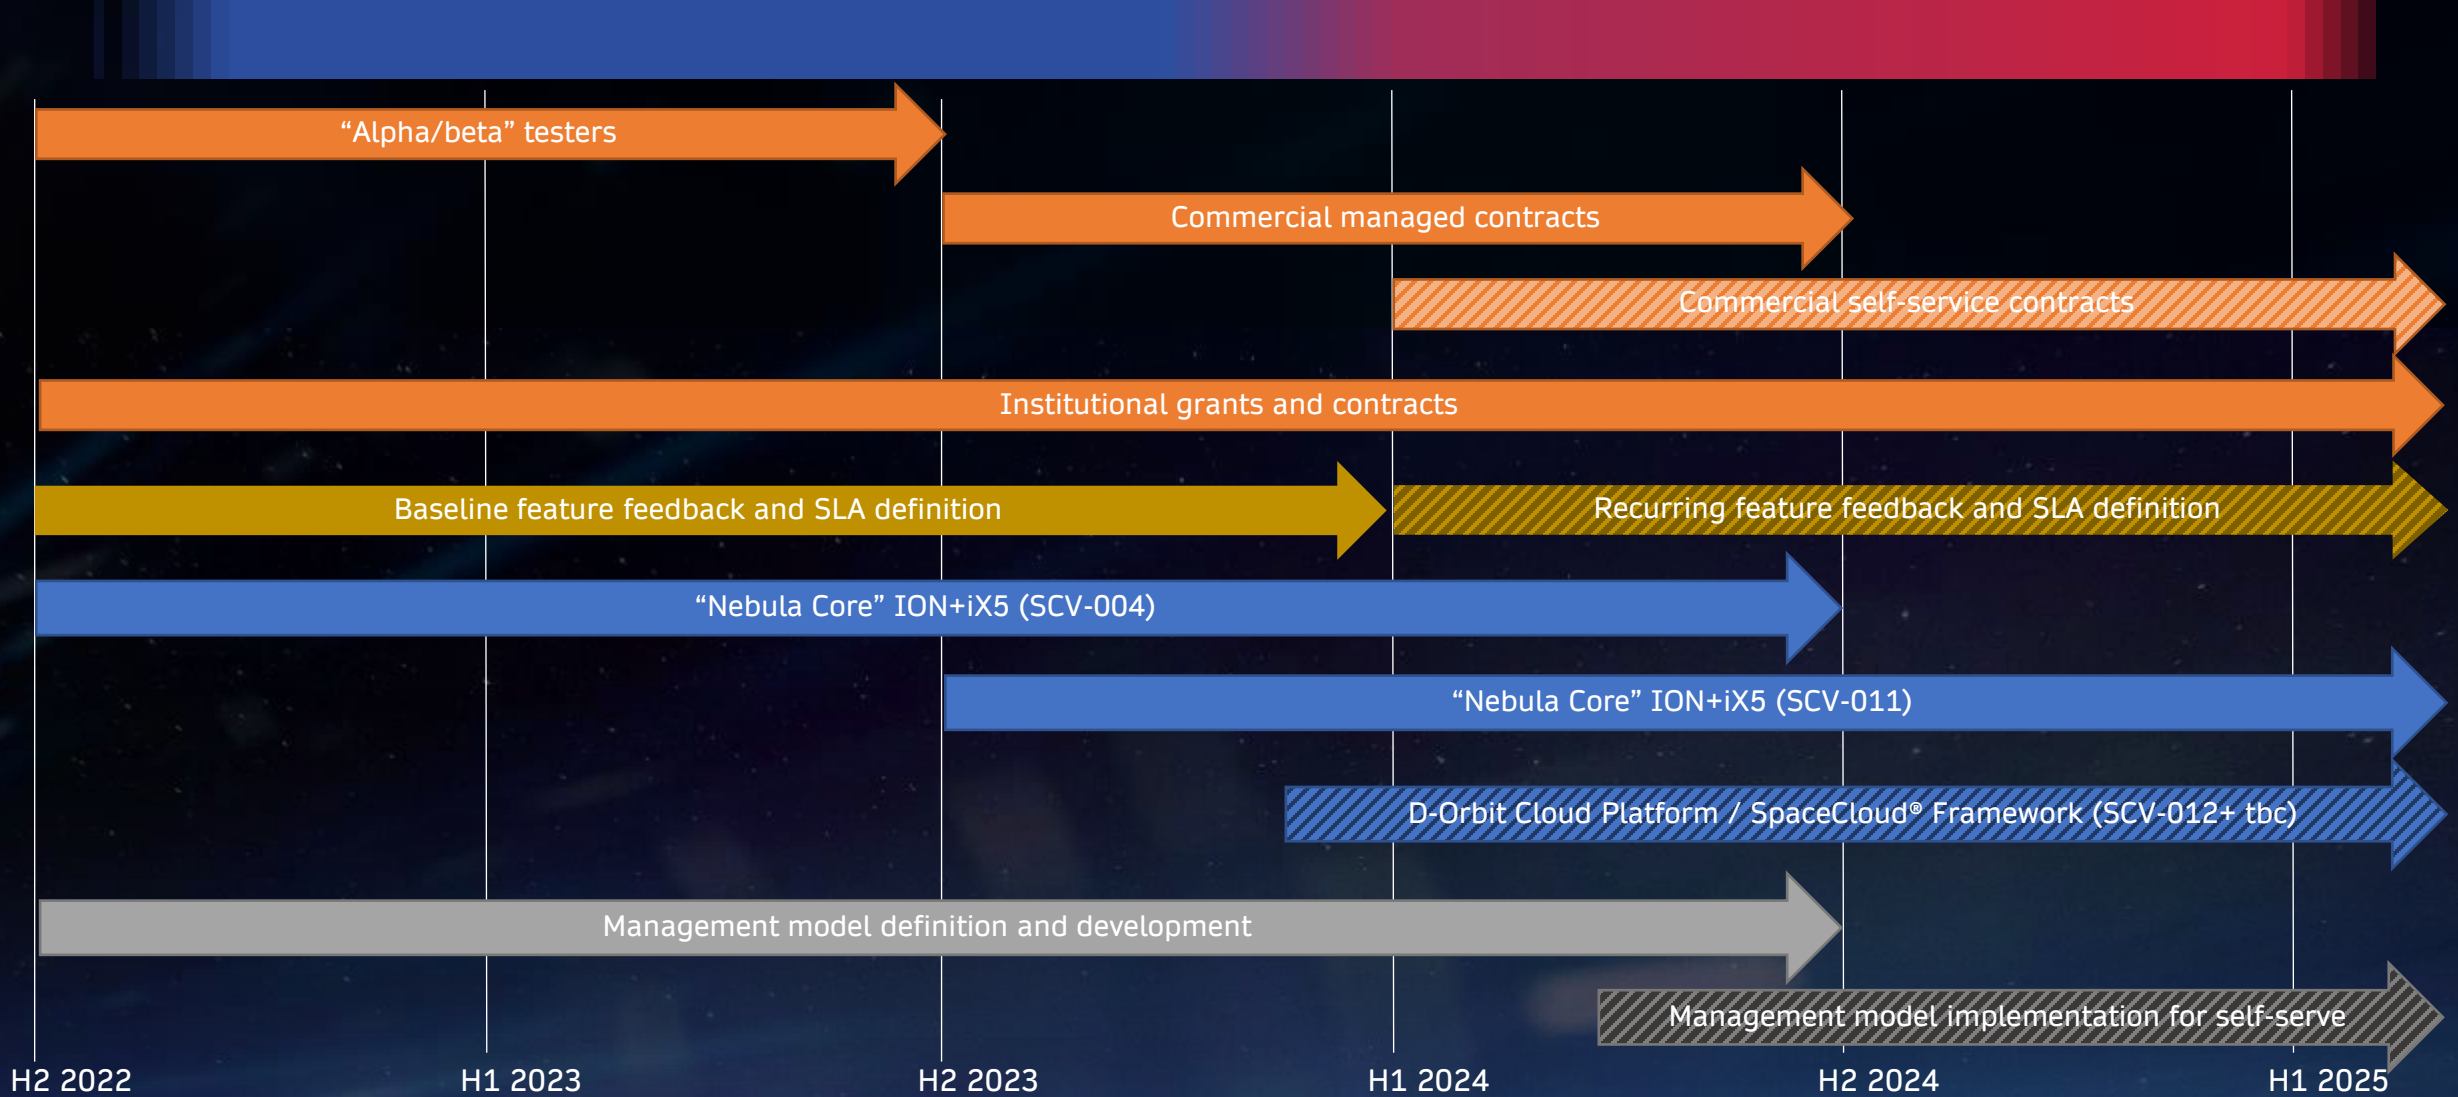 “Alpha/beta” testers
Commercial managed contracts
Commercial self-service contracts
Institutional grants and contracts
Baseline feature feedback and SLA definition
Recurring feature feedback and SLA definition
“Nebula Core” ION+iX5 (SCV-004)
“Nebula Core” ION+iX5 (SCV-011)
D-Orbit Cloud Platform / SpaceCloud® Framework (SCV-012+ tbc)
Management model definition and development
Management model implementation for self-serve
H2 2022
H1 2023
H2 2023
H1 2024
H2 2024
H1 2025